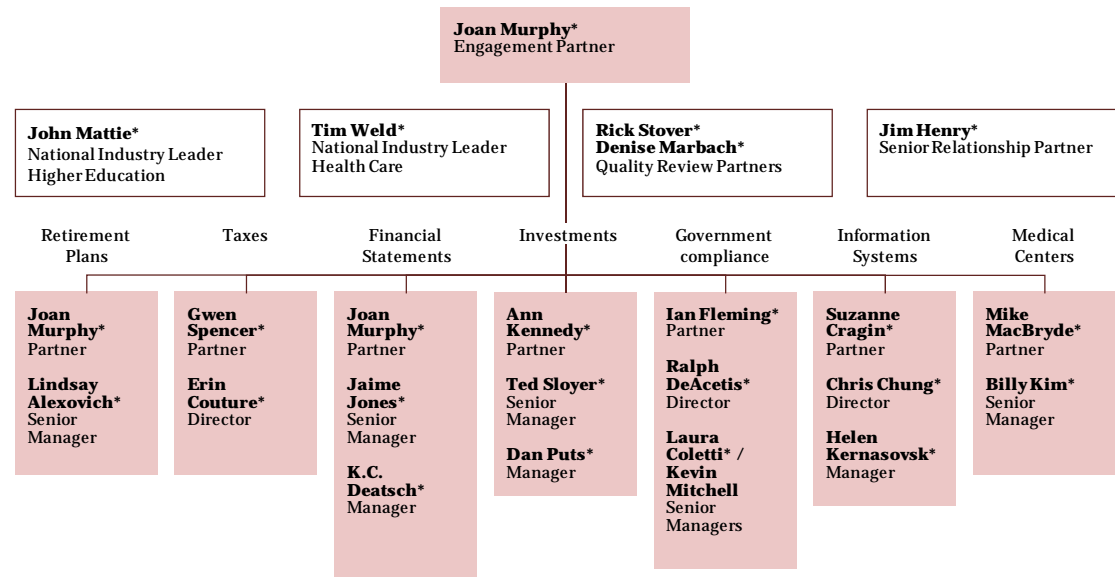 Joan Murphy*
Engagement Partner
John Mattie*
National Industry Leader
Higher Education
Tim Weld*
National Industry Leader
Health Care
Rick Stover*
Denise Marbach*
Quality Review Partners
Jim Henry*
Senior Relationship Partner
Retirement
Plans
Taxes
Financial
Statements
Investments
Government
compliance
Information
Systems
Medical
Centers
Joan
Murphy*
Partner
Lindsay
Alexovich*
Senior
Manager
Gwen
Spencer*
Partner
Erin
Couture*
Director
Joan
Murphy*
Partner
Jaime
Jones*
Senior
Manager
K.C.
Deatsch*
Manager
Ann
Kennedy*
Partner
Ted Sloyer*
Senior
Manager
Dan Puts*
Manager
Ian Fleming*
Partner
Ralph
DeAcetis*
Director
Laura
Coletti* /
Kevin
Mitchell
Senior
Managers
Suzanne
Cragin*
Partner
Chris Chung*
Director
Helen
Kernasovsk*
Manager
Mike
MacBryde*
Partner
Billy Kim*
Senior
Manager